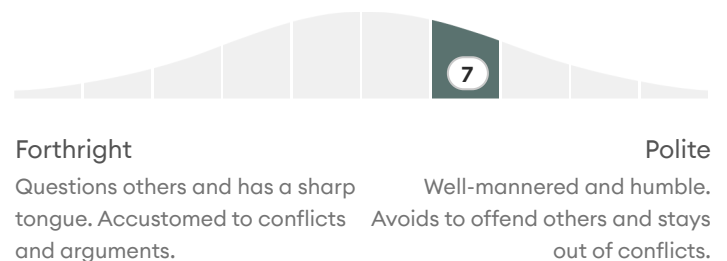 7
Forthright
Questions others and has a sharp
tongue. Accustomed to conflicts
and arguments.
Polite
Well-mannered and humble.
Avoids to offend others and stays
out of conflicts.